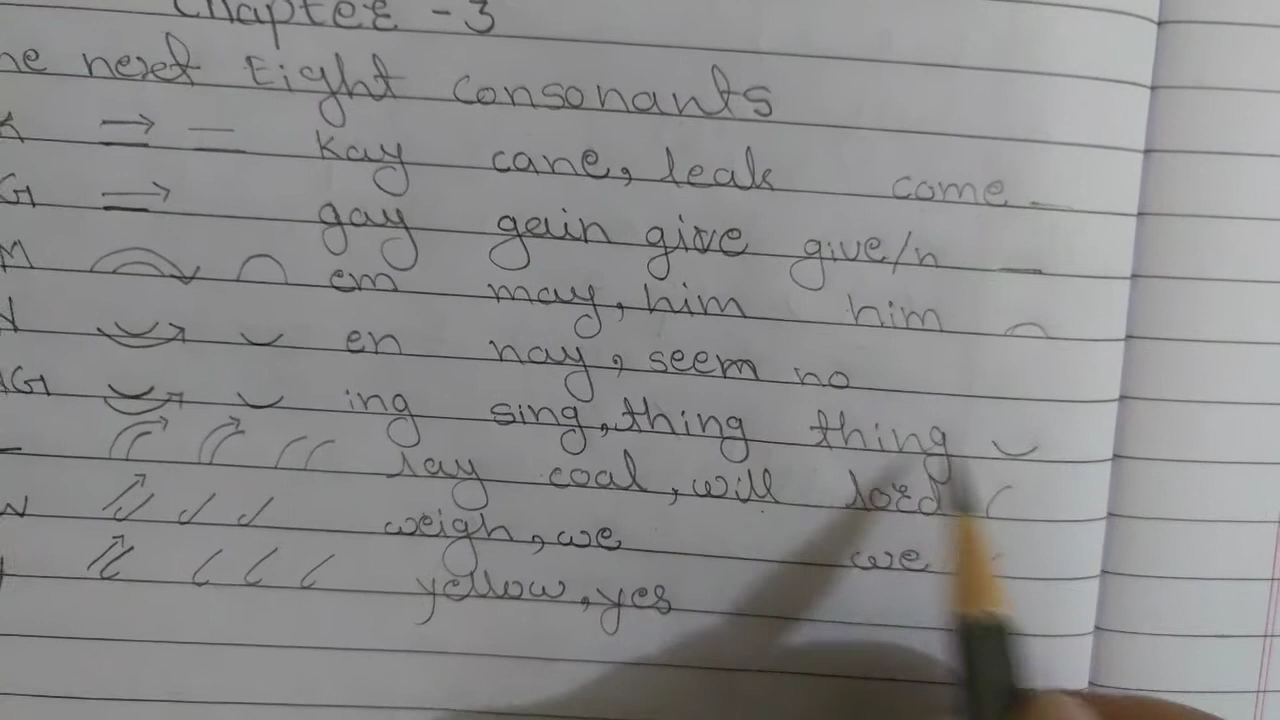 Chapter - 3
next Eight Consonants
K Kay cane, leak come
G gay gain give give/n
M em may, him him
N en nay, seem no
NG ing sing, thing thing
lay coal, will lord
W weigh, we we
yellow, yes